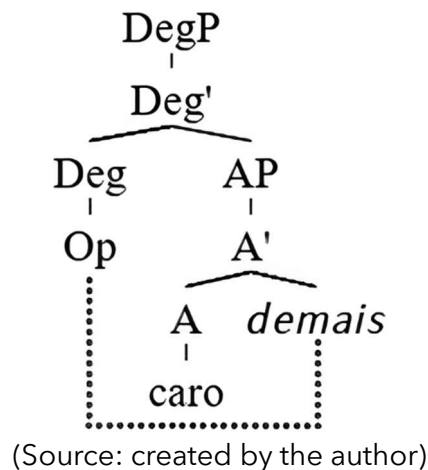 DegP
Deg'
Deg AP
Op A'
A demais
caro
(Source: created by the author)